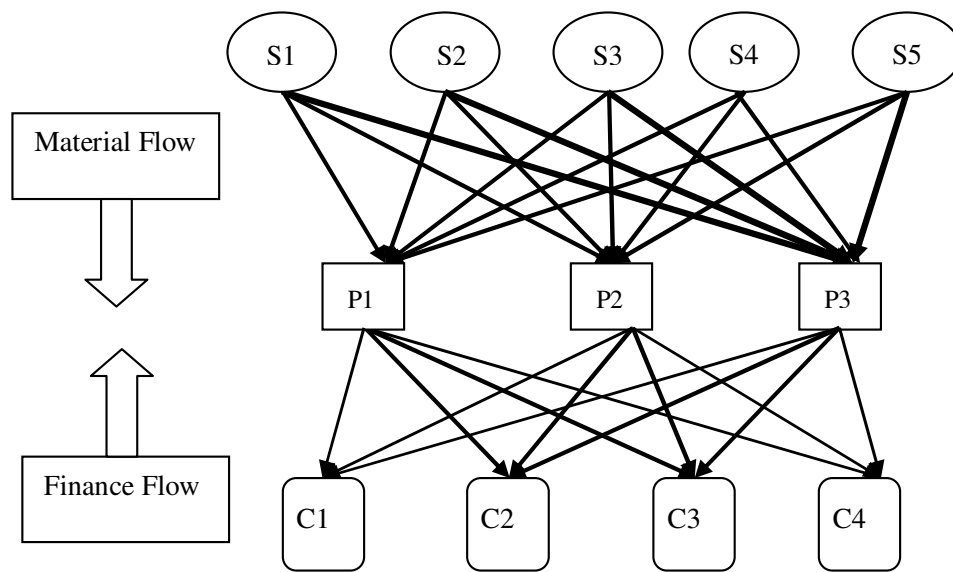 S1 S2 S3 S4 S5
Material Flow
P1 P2 P3
Finance Flow
C1 C2 C3 C4